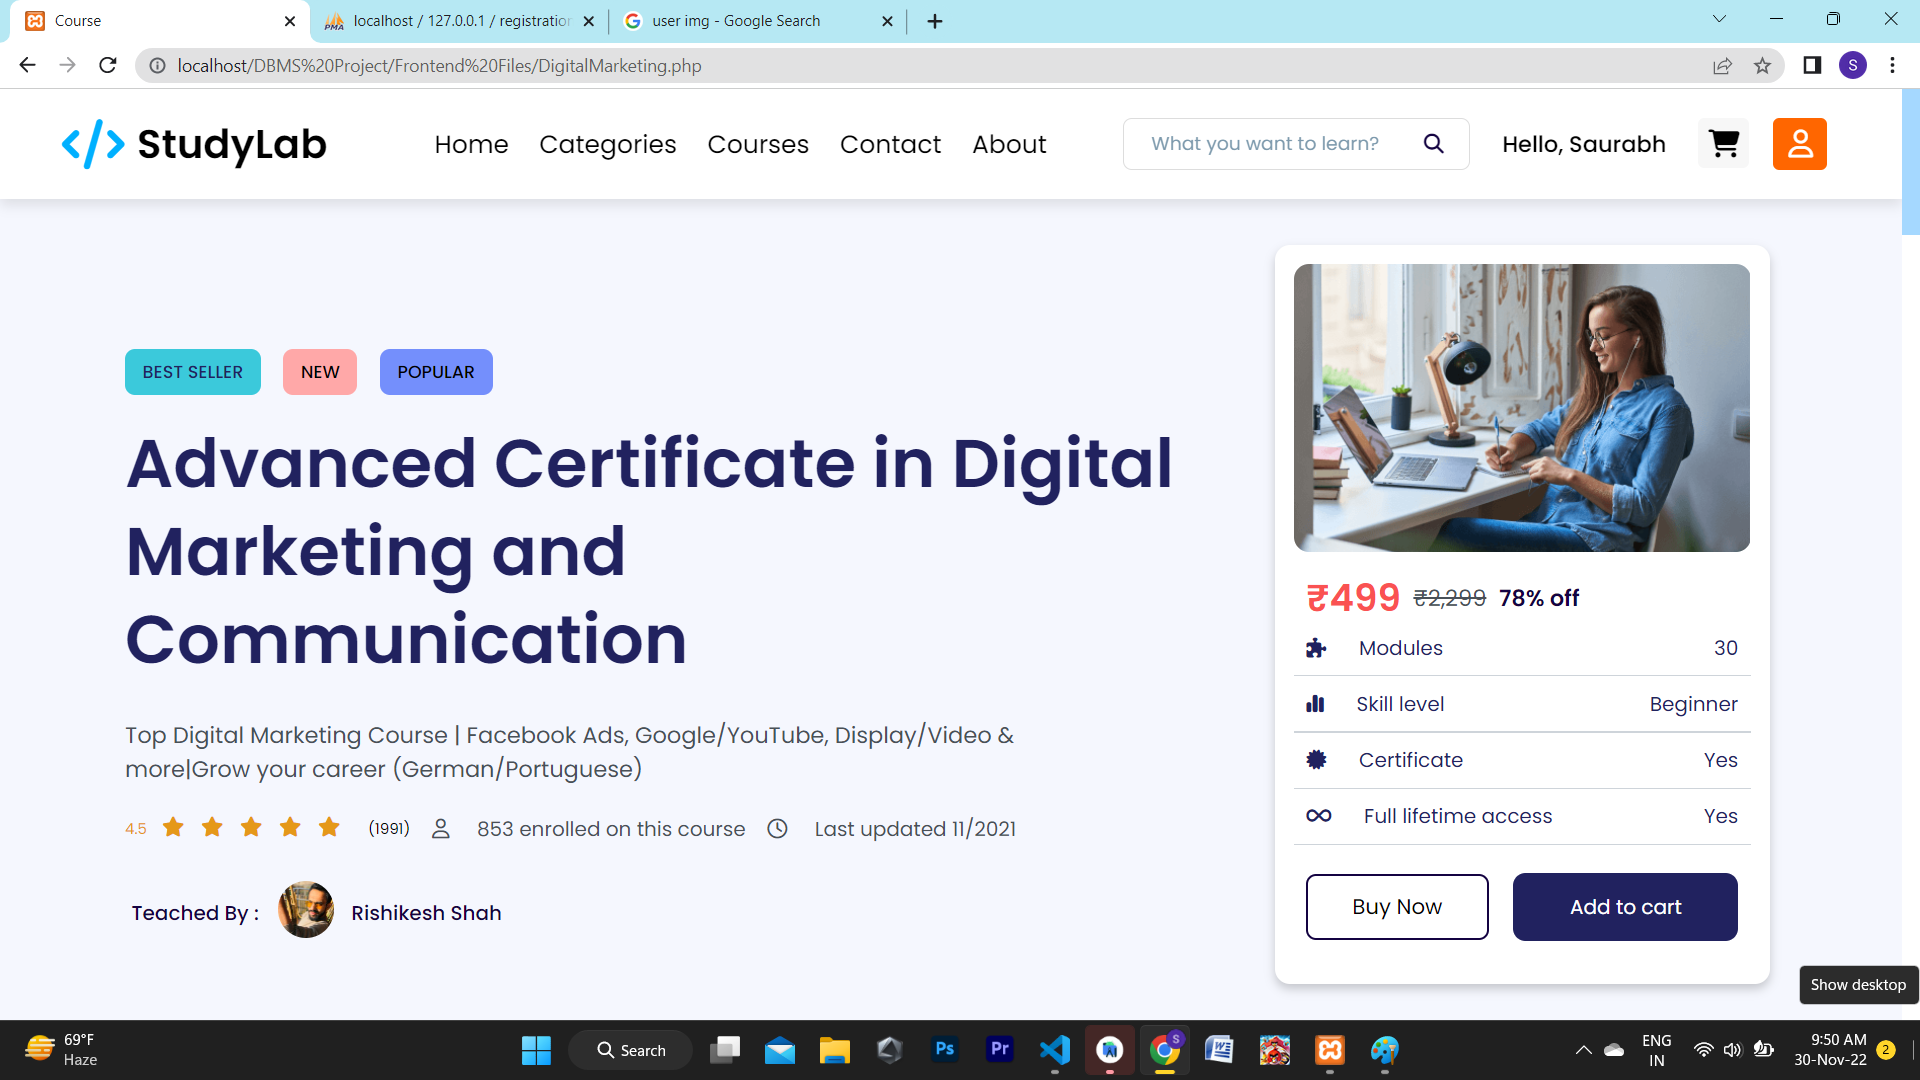 Course
localhost / 127.0.0.1 / registration
user img - Google Search
localhost/DBMS%20Project/Frontend%20Files/DigitalMarketing.php
S
StudyLab
Home Categories Courses Contact About
What you want to learn?
Hello, Saurabh
BEST SELLER NEW POPULAR
Advanced Certificate in Digital
Marketing and
Communication
Top Digital Marketing Course | Facebook Ads, Google/YouTube, Display/Video &
more|Grow your career (German/Portuguese)
4.5 (1991) 853 enrolled on this course Last updated 11/2021
Teached By : Rishikesh Shah
₹499 ₹2,299 78% off
Modules 30
Skill level Beginner
Certificate Yes
Full lifetime access Yes
Buy Now Add to cart
Show desktop
69°F
Haze
Search
Ps
Pr
S
W
ENG
IN
9:50 AM
30-Nov-22
2